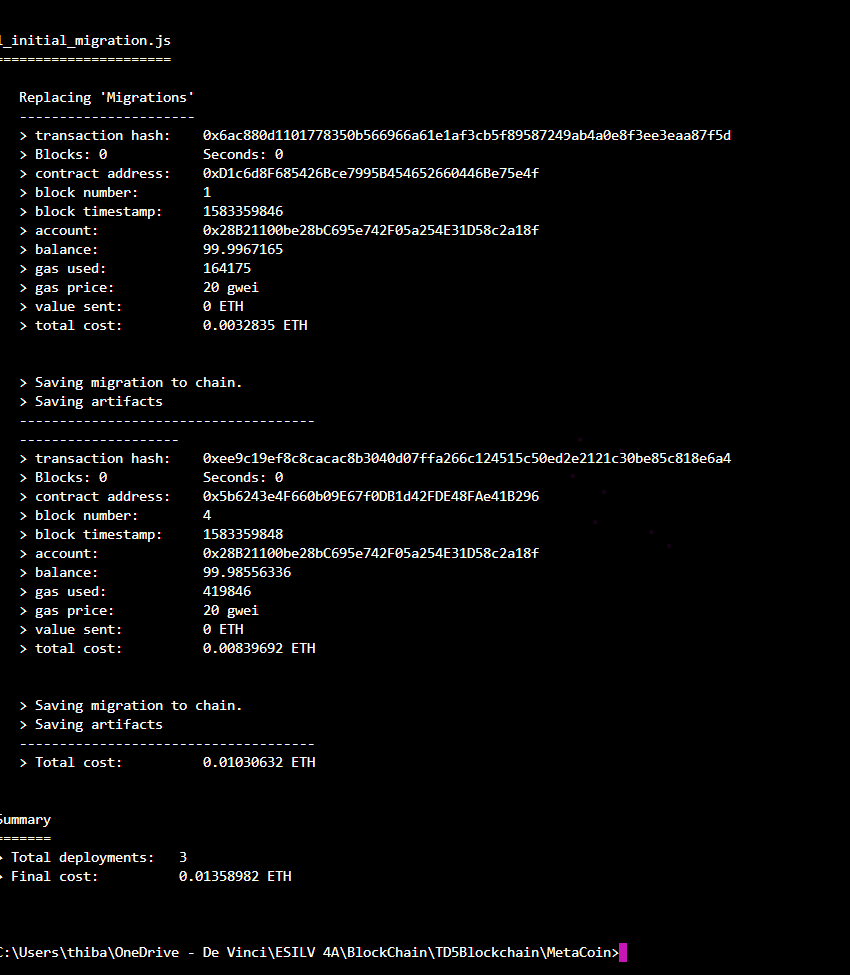 1_initial_migration.js
======================
Replacing 'Migrations'
----------------------
> transaction hash: 0x6ac880d1101778350b566966a61e1af3cb5f89587249ab4a0e8f3ee3eaa87f5d
> Blocks: 0 Seconds: 0
> contract address: 0xD1c6d8F685426Bce7995B454652660446Be75e4f
> block number: 1
> block timestamp: 1583359846
> account: 0x28B21100be28bC695e742F05a254E31D58c2a18f
> balance: 99.9967165
> gas used: 164175
> gas price: 20 gwei
> value sent: 0 ETH
> total cost: 0.0032835 ETH
> Saving migration to chain.
> Saving artifacts
-------------------------------------
--------------------
> transaction hash: 0xee9c19ef8c8cacac8b3040d07ffa266c124515c50ed2e2121c30be85c818e6a4
> Blocks: 0 Seconds: 0
> contract address: 0x5b6243e4F660b09E67f0DB1d42FDE48FAe41B296
> block number: 4
> block timestamp: 1583359848
> account: 0x28B21100be28bC695e742F05a254E31D58c2a18f
> balance: 99.98556336
> gas used: 419846
> gas price: 20 gwei
> value sent: 0 ETH
> total cost: 0.00839692 ETH
> Saving migration to chain.
> Saving artifacts
-------------------------------------
> Total cost: 0.01030632 ETH
Summary
=======
> Total deployments: 3
> Final cost: 0.01358982 ETH
C:\Users\thiba\OneDrive - De Vinci\ESILV 4A\BlockChain\TD5Blockchain\MetaCoin>